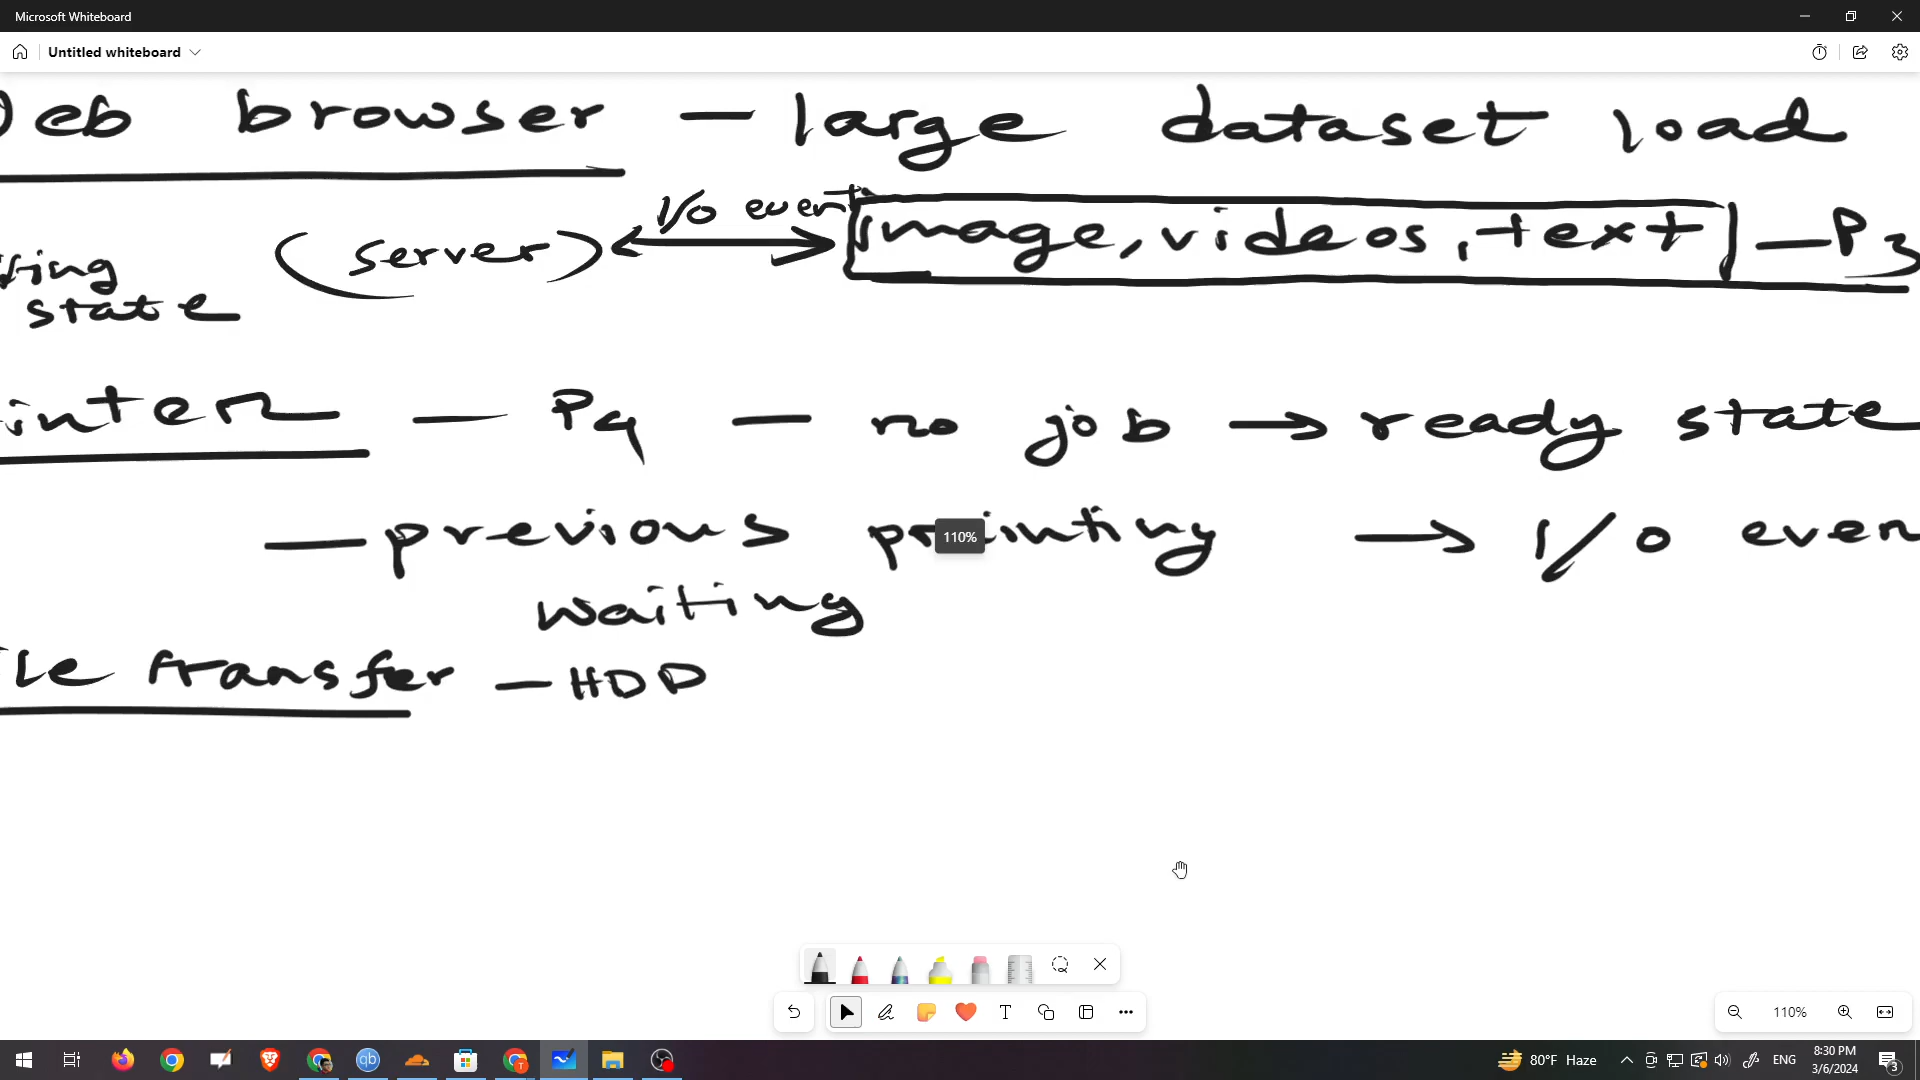 Microsoft Whiteboard
Untitled whiteboard
eb browser — large dataset load
I/O event
(server) ↔ image, videos, text — P3
state
— P4 — no job → ready state
— previous printing → I/O even
110%
waiting
le transfer — HDD
110%
80°F Haze
ENG
8:30 PM
3/6/2024
3